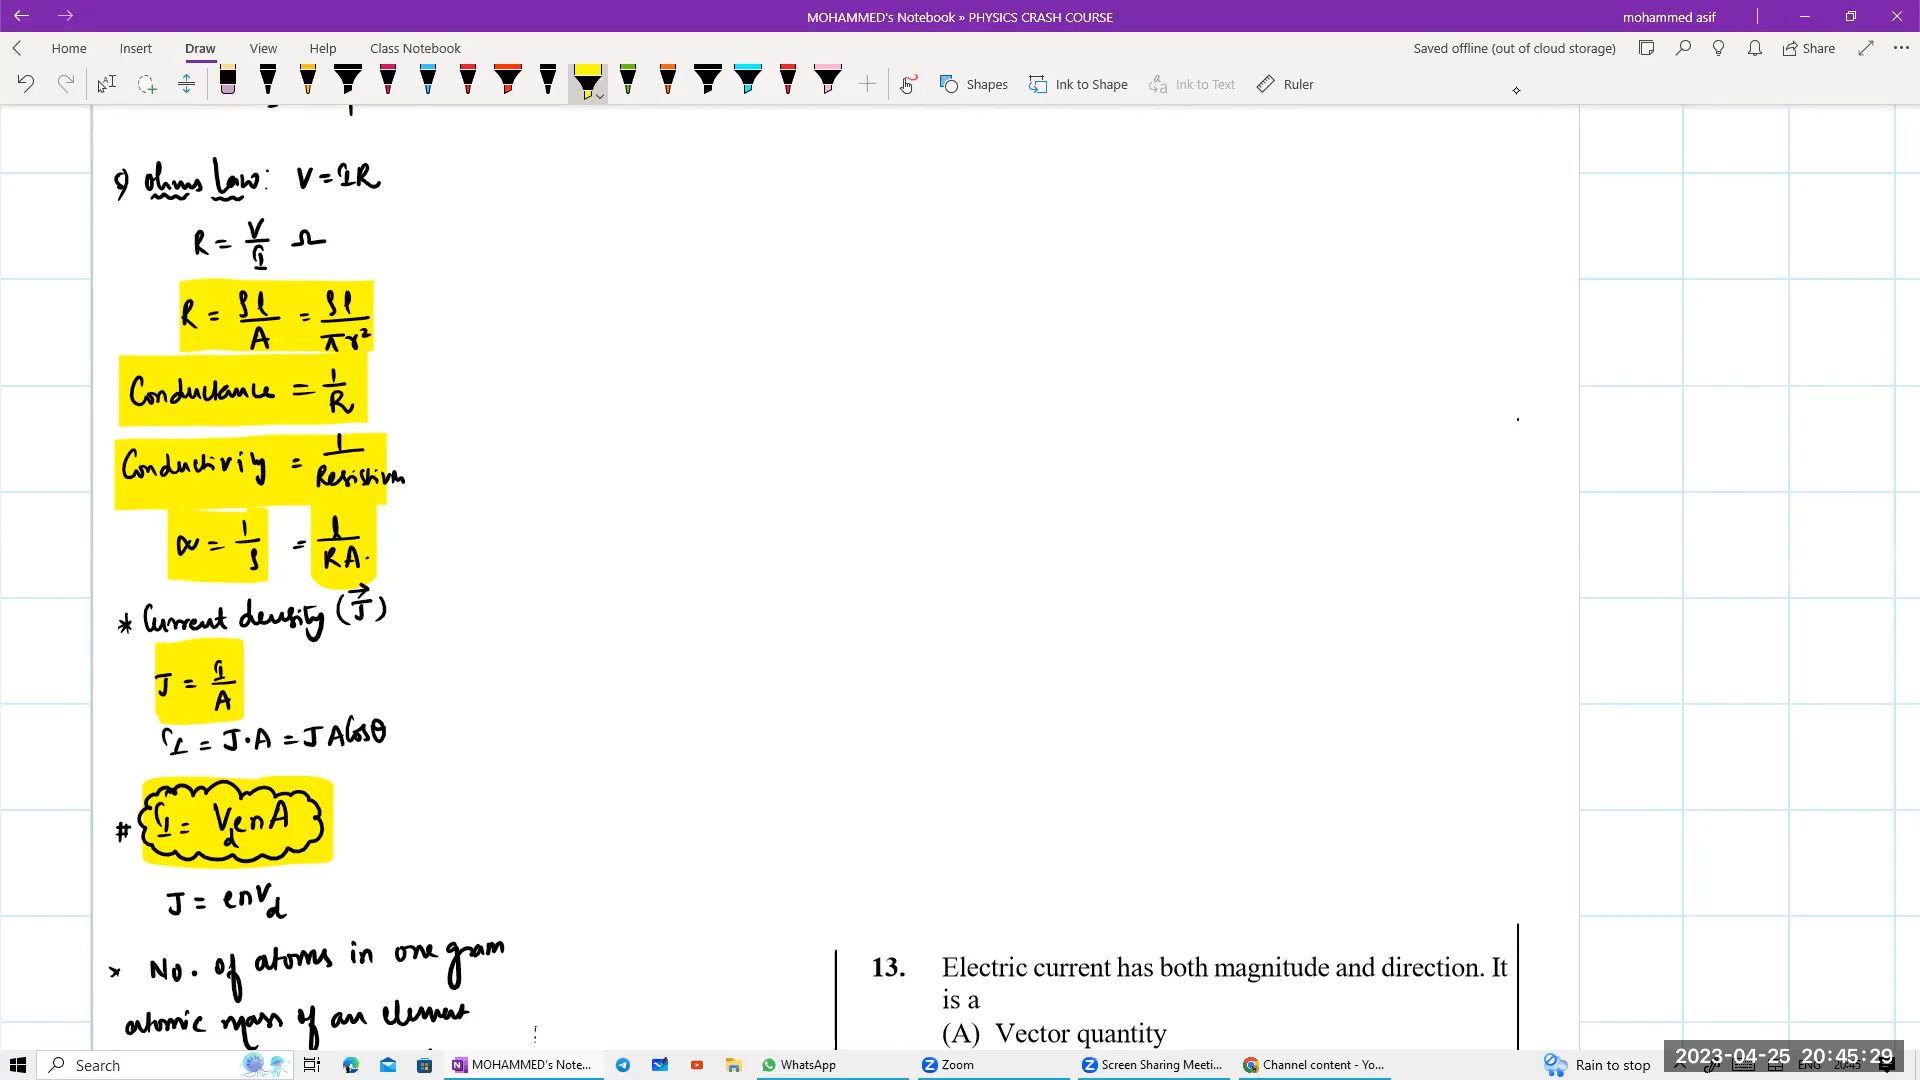 MOHAMMED's Notebook » PHYSICS CRASH COURSE
mohammed asif
Home Insert Draw View Help Class Notebook
Saved offline (out of cloud storage)
Share
Shapes Ink to Shape Ink to Text Ruler
ohms Law: V = IR
R = V/I Ω
R = ρl/A = ρl/πr²
Conductance = 1/R
Conductivity = 1/
∝ = 1/ρ = l/RA.
* Current density (J⃗)
J = I/A
I = J·A = JA Cosθ
# I = VdenA
J = enVd
* No. of atoms in one gram
atomic mass of an element
13. Electric current has both magnitude and direction. It
is a
(A) Vector quantity
Search
MOHAMMED's Note...
WhatsApp
Zoom
Screen Sharing Meeti...
Channel content - Yo...
Rain to stop
2023-04-25 20:45:29